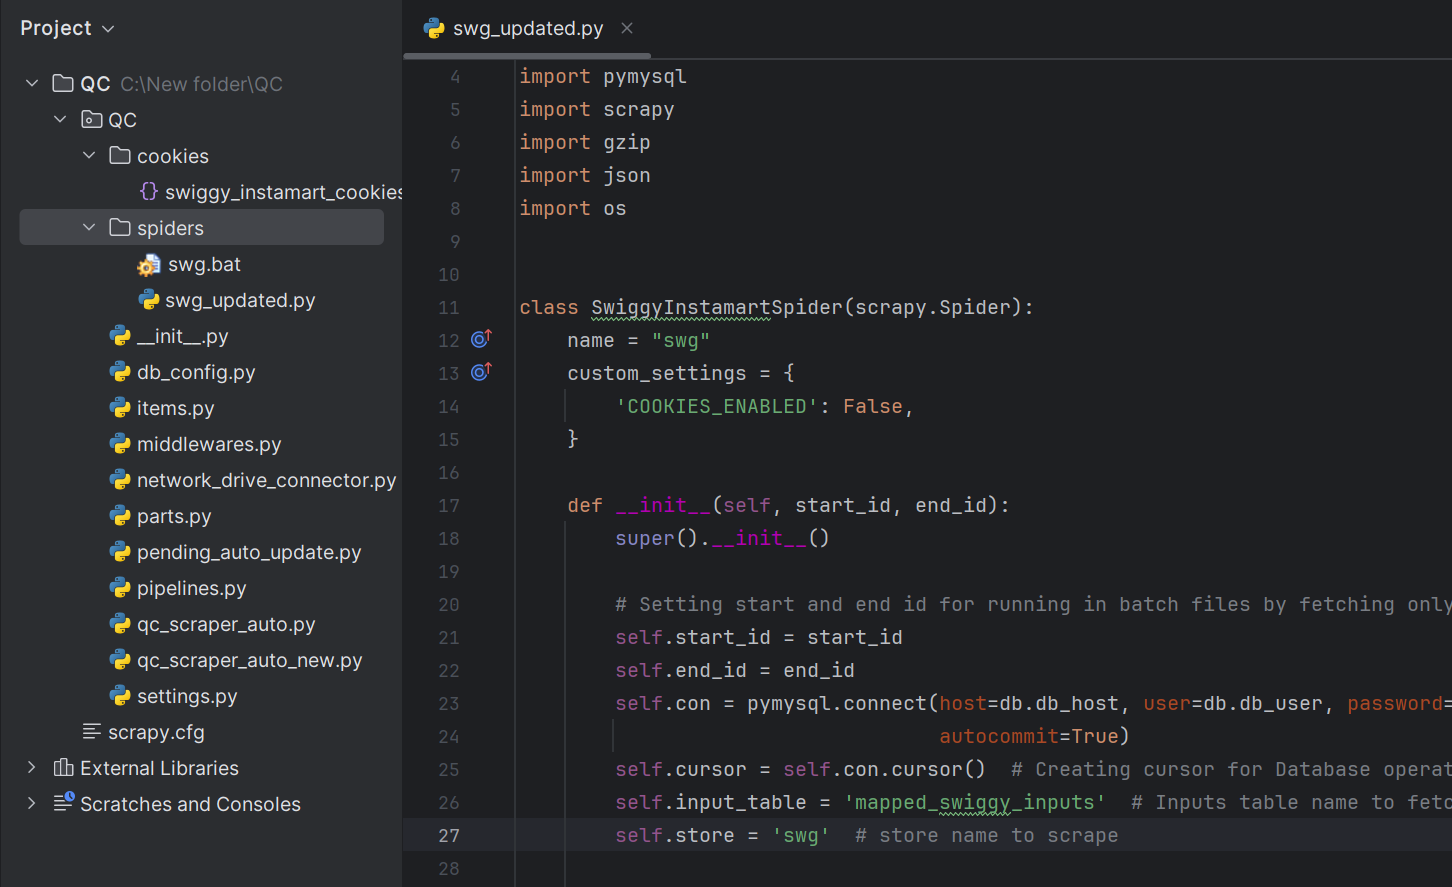 Project
QC C:\New folder\QC
QC
cookies
swiggy_instamart_cookies
spiders
swg.bat
swg_updated.py
__init__.py
db_config.py
items.py
middlewares.py
network_drive_connector.py
parts.py
pending_auto_update.py
pipelines.py
qc_scraper_auto.py
qc_scraper_auto_new.py
settings.py
scrapy.cfg
External Libraries
Scratches and Consoles
swg_updated.py
4 import pymysql
5 import scrapy
6 import gzip
7 import json
8 import os
9
10
11 class SwiggyInstamartSpider(scrapy.Spider):
12 name = "swg"
13 custom_settings = {
14 'COOKIES_ENABLED': False,
15 }
16
17 def __init__(self, start_id, end_id):
18 super().__init__()
19
20 # Setting start and end id for running in batch files by fetching only
21 self.start_id = start_id
22 self.end_id = end_id
23 self.con = pymysql.connect(host=db.db_host, user=db.db_user, password=
24 autocommit=True)
25 self.cursor = self.con.cursor() # Creating cursor for Database operat
26 self.input_table = 'mapped_swiggy_inputs' # Inputs table name to fetc
27 self.store = 'swg' # store name to scrape
28